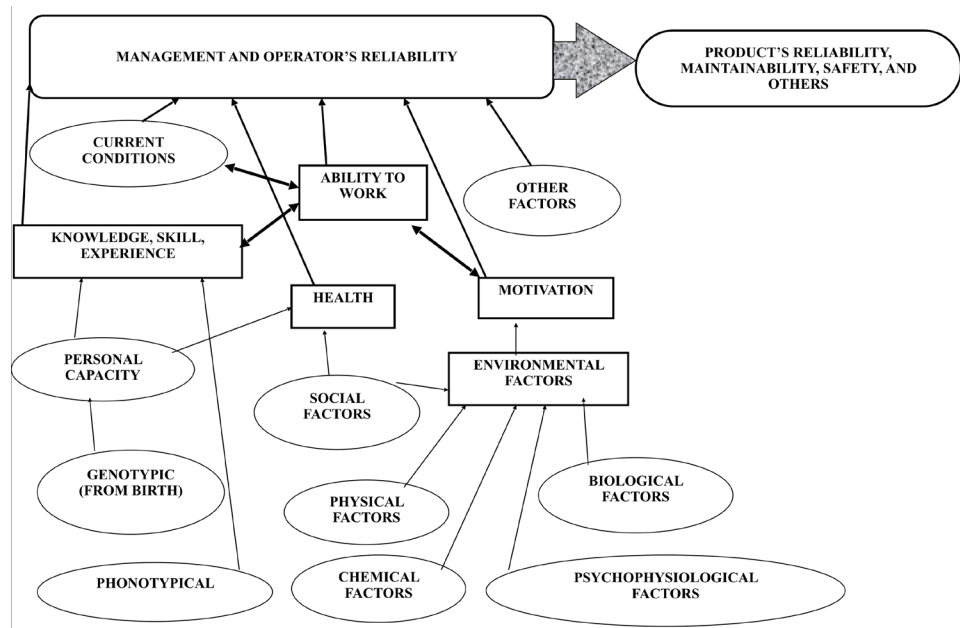 MANAGEMENT AND OPERATOR'S RELIABILITY
PRODUCT'S RELIABILITY,
MAINTAINABILITY, SAFETY, AND
OTHERS
CURRENT
CONDITIONS
ABILITY TO
WORK
OTHER
FACTORS
KNOWLEDGE, SKILL,
EXPERIENCE
HEALTH
MOTIVATION
PERSONAL
CAPACITY
SOCIAL
FACTORS
ENVIRONMENTAL
FACTORS
GENOTYPIC
(FROM BIRTH)
PHYSICAL
FACTORS
BIOLOGICAL
FACTORS
PHONOTYPICAL
CHEMICAL
FACTORS
PSYCHOPHYSIOLOGICAL
FACTORS